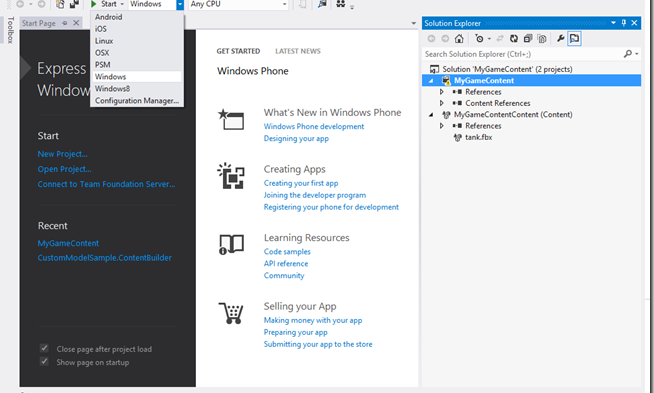 Start
Windows
Any CPU
Toolbox
Start Page
Android
iOS
Linux
OSX
PSM
Windows
Windows8
Configuration Manager...
Express
Window
Start
New Project...
Open Project...
Connect to Team Foundation Server...
Recent
MyGameContent
CustomModelSample.ContentBuilder
Close page after project load
Show page on startup
GET STARTED
LATEST NEWS
Windows Phone
What's New in Windows Phone
Windows Phone development
Designing your app
Creating Apps
Creating your first app
Joining the developer program
Registering your phone for development
Learning Resources
Code samples
API reference
Community
Selling your App
Making money with your app
Preparing your app
Submitting your app to the store
Solution Explorer
Search Solution Explorer (Ctrl+;)
Solution 'MyGameContent' (2 projects)
MyGameContent
References
Content References
MyGameContentContent (Content)
References
tank.fbx